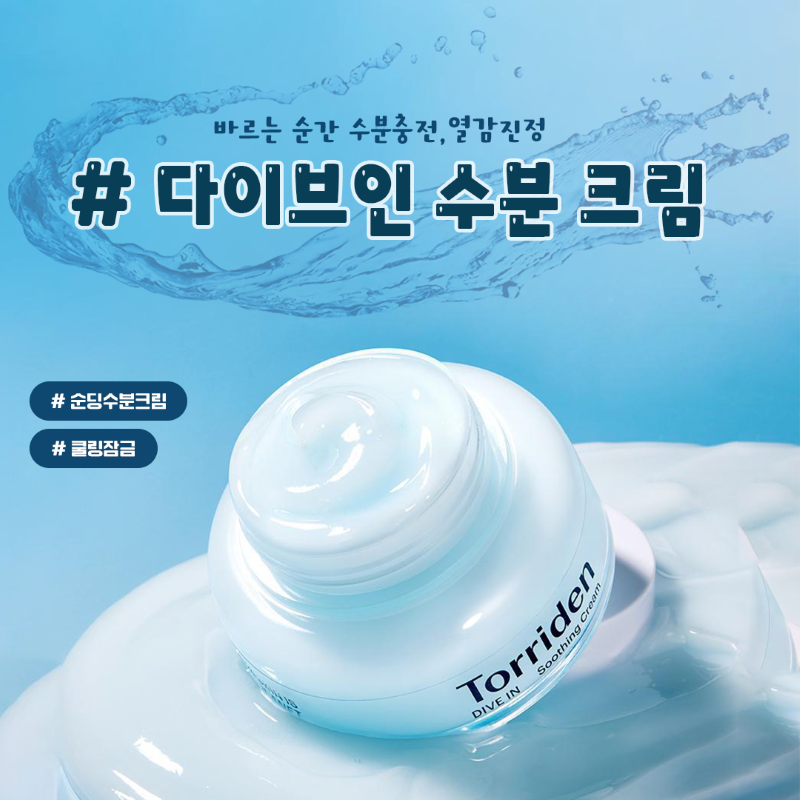 바르는 순간 수분충전, 열감진정
# 다이브인 수분 크림
# 순딩수분크림
# 쿨링잠금
Torriden
DIVE IN Soothing Cream